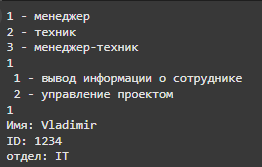 1 - менеджер
2 - техник
3 - менеджер-техник
1
1 - вывод информации о сотруднике
2 - управление проектом
1
Имя: Vladimir
ID: 1234
отдел: IT